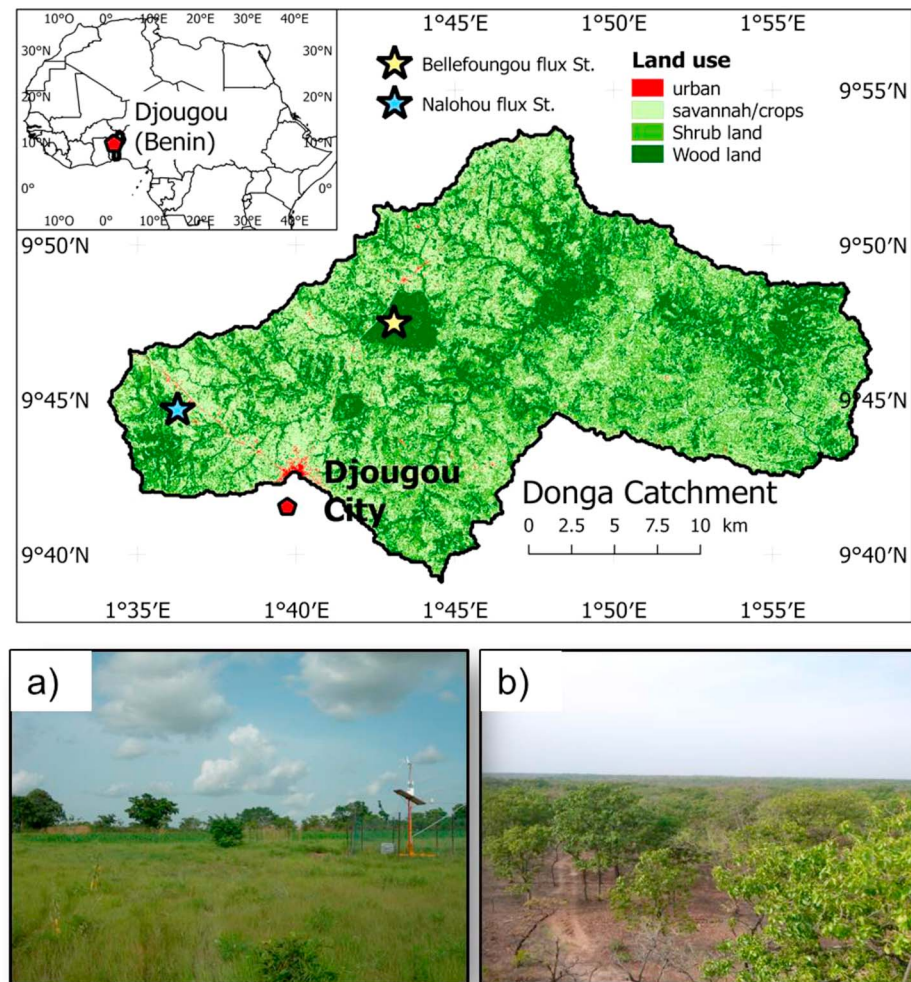 10°O 0° 10°E 20°E 30°E 40°E
30°N 30°N
20°N 20°N
10°N 10°N
0° 0°
10°O 0° 10°E 20°E 30°E 40°E
Djougou
(Benin)
1°45′E 1°50′E 1°55′E
Bellefoungou flux St.
Nalohou flux St.
Land use
urban
savannah/crops
Shrub land
Wood land
9°55′N
9°50′N 9°50′N
9°45′N 9°45′N
9°40′N 9°40′N
Djougou
City
Donga Catchment
0 2.5 5 7.5 10 km
1°35′E 1°40′E 1°45′E 1°50′E 1°55′E
a) b)